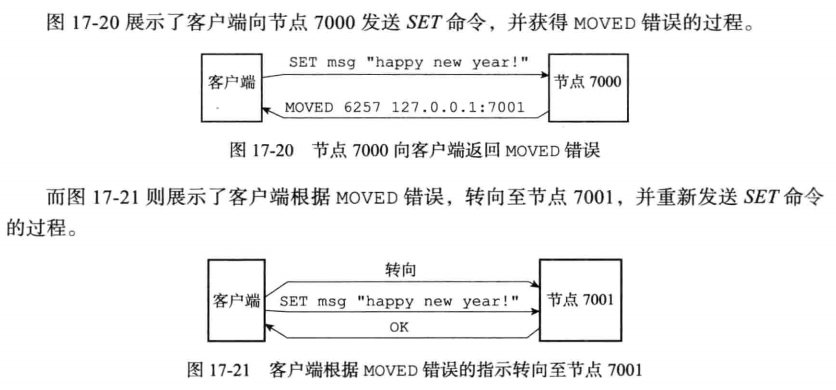 图 17-20 展示了客户端向节点 7000 发送 SET 命令，并获得 MOVED 错误的过程。
客户端
SET msg "happy new year!"
节点 7000
MOVED 6257 127.0.0.1:7001
图 17-20 节点 7000 向客户端返回 MOVED 错误
而图 17-21 则展示了客户端根据 MOVED 错误，转向至节点 7001，并重新发送 SET 命令
的过程。
转向
客户端
SET msg "happy new year!"
节点 7001
OK
图 17-21 客户端根据 MOVED 错误的指示转向至节点 7001